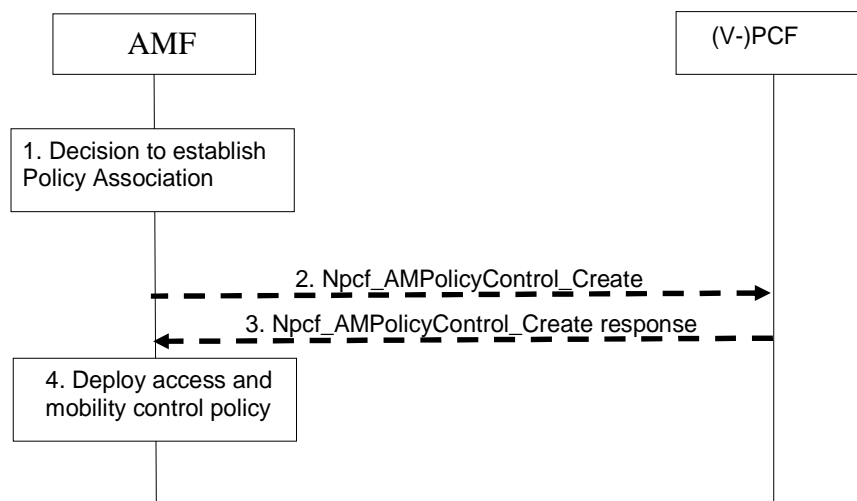 AMF
(V-)PCF
1. Decision to establish
Policy Association
2. Npcf_AMPolicyControl_Create
3. Npcf_AMPolicyControl_Create response
4. Deploy access and
mobility control policy